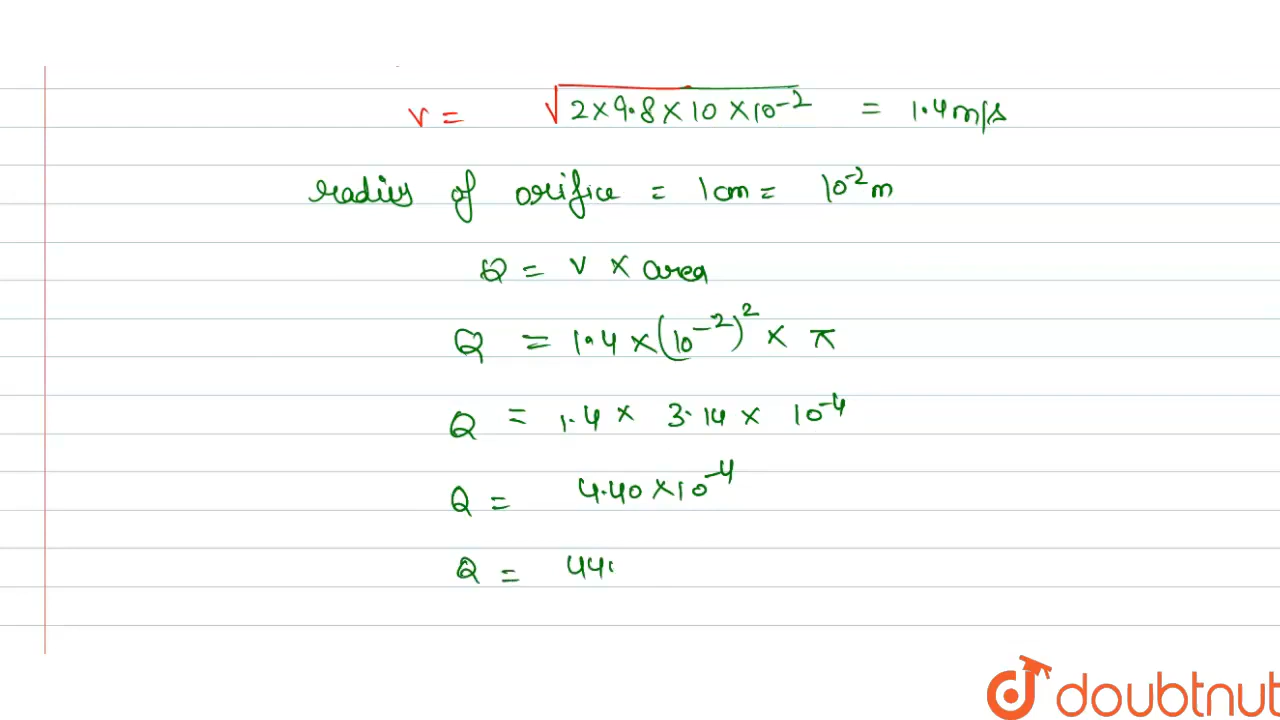 v = √2×9.8×10×10⁻² = 1.4 m/s
radius of orifice = 1cm = 10⁻² m
Q = v × area
Q = 1.4×(10⁻²)² × π
Q = 1.4 × 3.14 × 10⁻⁴
Q = 4.40×10⁻⁴
Q = 44
doubtnut